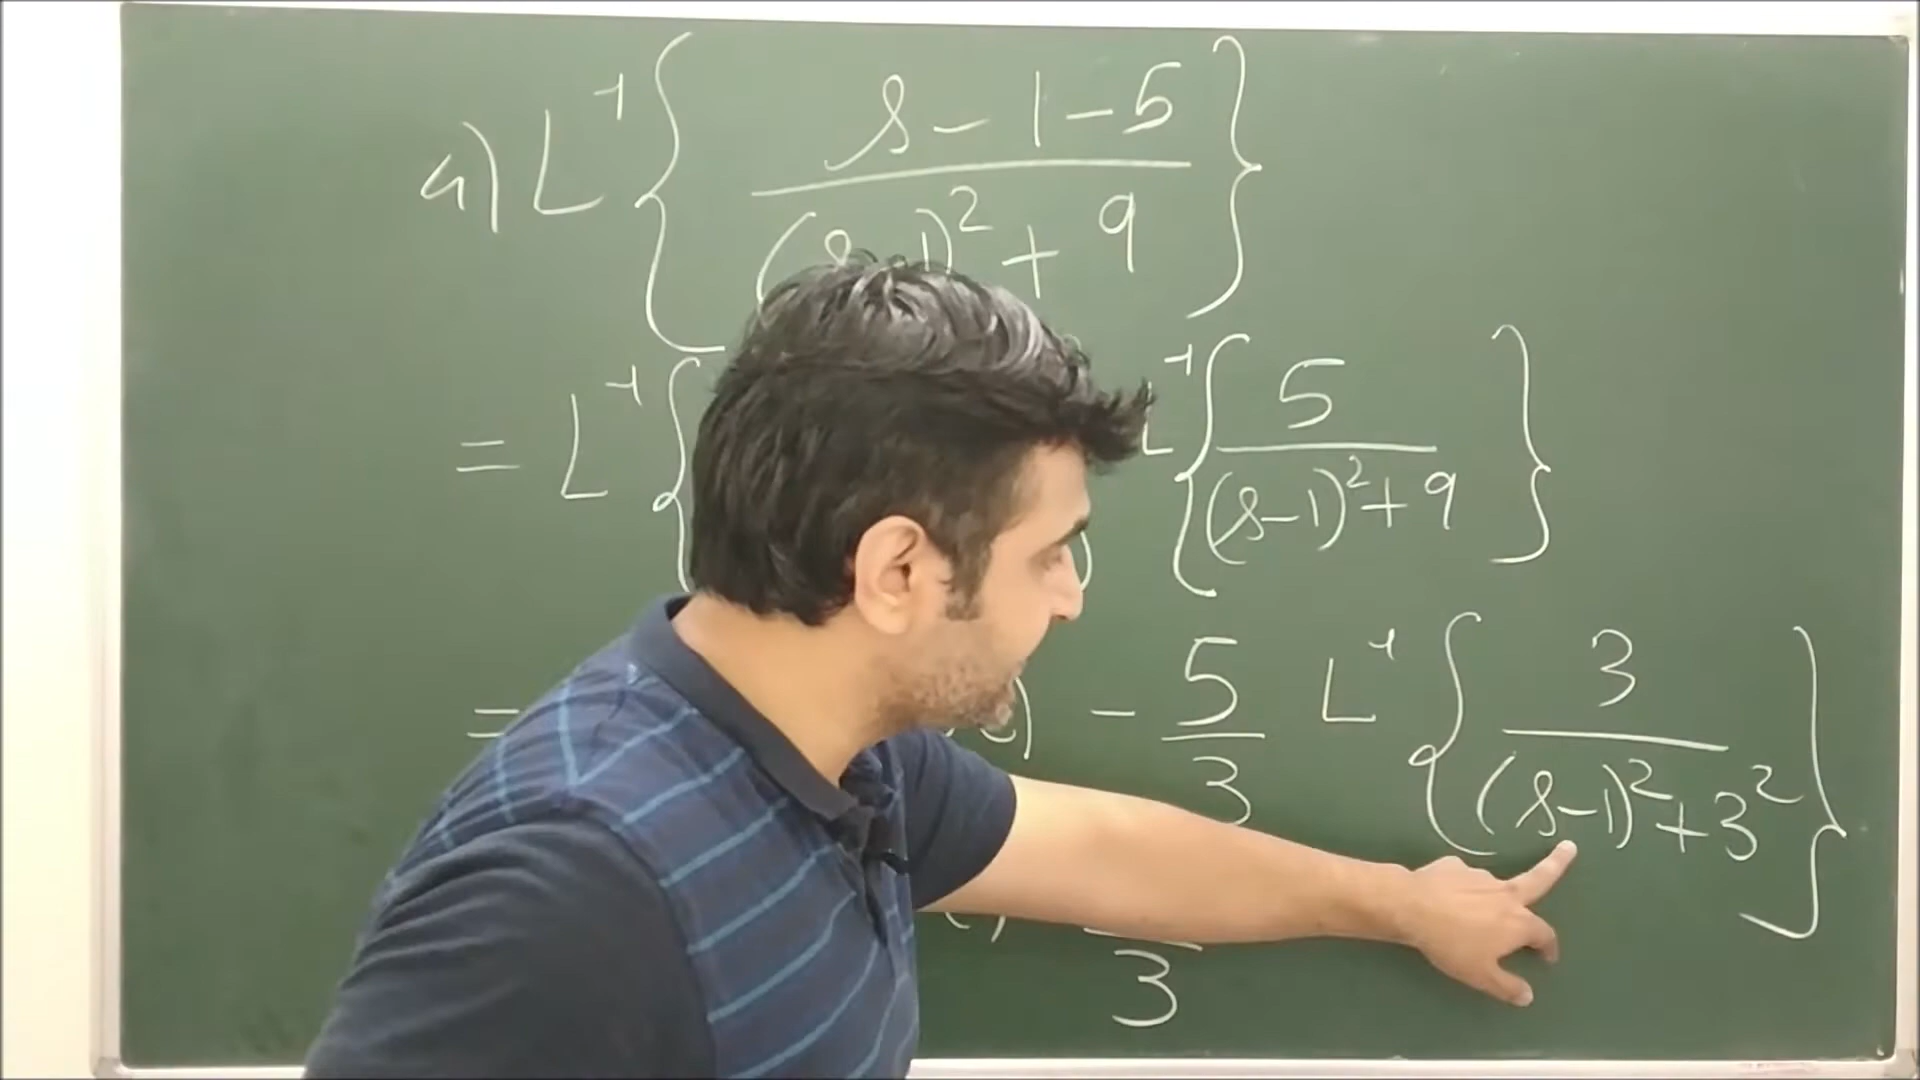 a) L⁻¹ { s - 1 - 5 / (s-1)² + 9 }
= L⁻¹ { L⁻¹ { 5 / (s-1)² + 9 }
= ) - 5/3 L⁻¹ { 3 / (s-1)² + 3² }
3